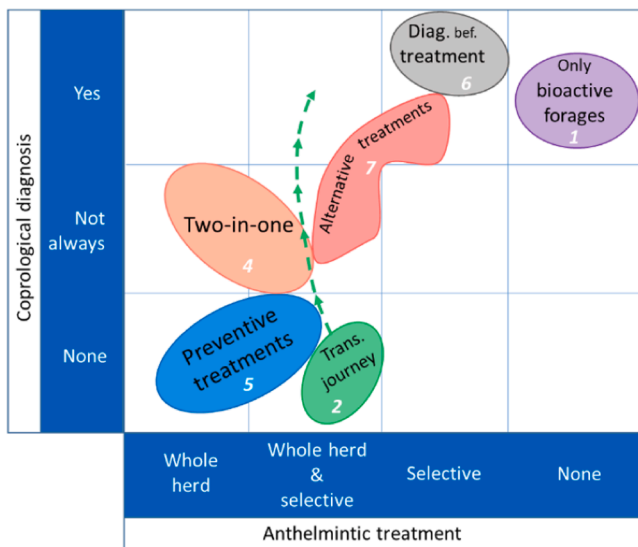 Coprological diagnosis
Yes
Not
always
None
Diag. bef.
treatment
6
Only
bioactive
forages
1
Alternative treatments
7
Two-in-one
4
Preventive
treatments
5
Trans.
journey
2
Whole
herd
Whole herd
&
selective
Selective
None
Anthelmintic treatment